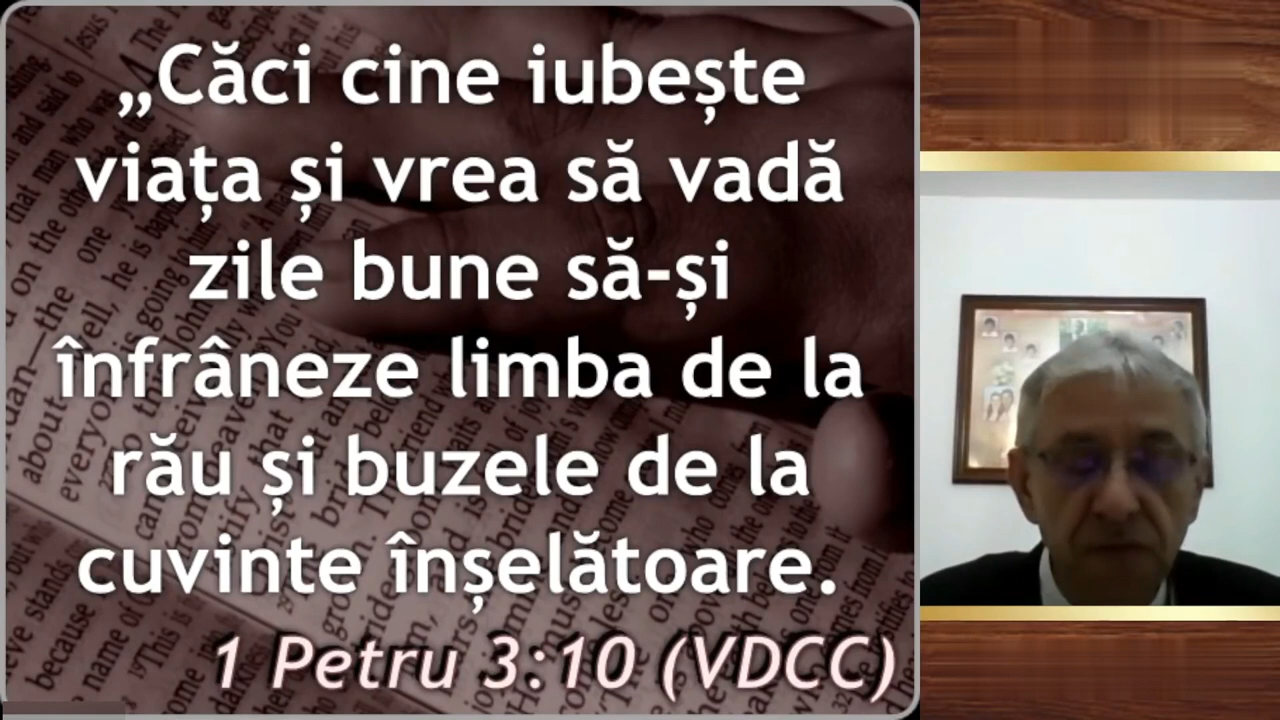 „Căci cine iubește
viața și vrea să vadă
zile bune să-și
înfrâneze limba de la
rău și buzele de la
cuvinte înșelătoare.
1 Petru 3:10 (VDCC)